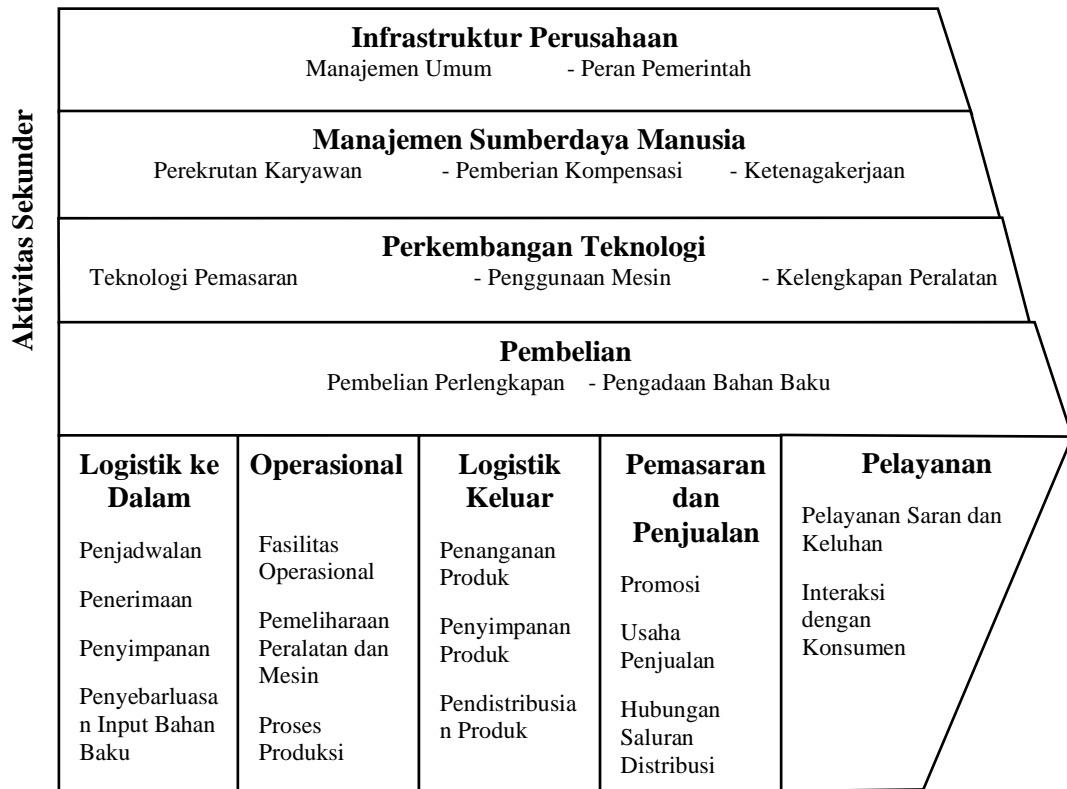 Aktivitas Sekunder
Infrastruktur Perusahaan
Manajemen Umum - Peran Pemerintah
Manajemen Sumberdaya Manusia
Perekrutan Karyawan - Pemberian Kompensasi - Ketenagakerjaan
Perkembangan Teknologi
Teknologi Pemasaran - Penggunaan Mesin - Kelengkapan Peralatan
Pembelian
Pembelian Perlengkapan - Pengadaan Bahan Baku
Logistik ke
Dalam
Penjadwalan
Penerimaan
Penyimpanan
Penyebarluasa
n Input Bahan
Baku
Operasional
Fasilitas
Operasional
Pemeliharaan
Peralatan dan
Mesin
Proses
Produksi
Logistik
Keluar
Penanganan
Produk
Penyimpanan
Produk
Pendistribusia
n Produk
Pemasaran
dan
Penjualan
Promosi
Usaha
Penjualan
Hubungan
Saluran
Distribusi
Pelayanan
Pelayanan Saran dan
Keluhan
Interaksi
dengan
Konsumen